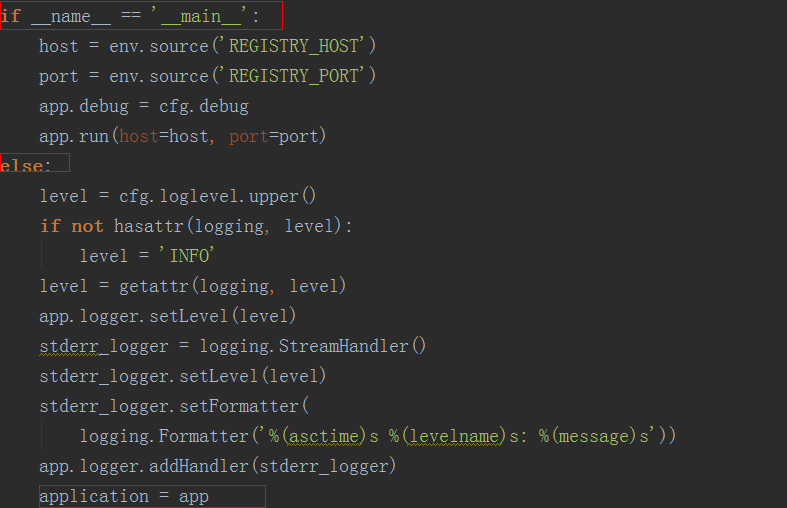 if __name__ == '__main__':
    host = env.source('REGISTRY_HOST')
    port = env.source('REGISTRY_PORT')
    app.debug = cfg.debug
    app.run(host=host, port=port)
else:
    level = cfg.loglevel.upper()
    if not hasattr(logging, level):
        level = 'INFO'
    level = getattr(logging, level)
    app.logger.setLevel(level)
    stderr_logger = logging.StreamHandler()
    stderr_logger.setLevel(level)
    stderr_logger.setFormatter(
        logging.Formatter('%(asctime)s %(levelname)s: %(message)s'))
    app.logger.addHandler(stderr_logger)
    application = app